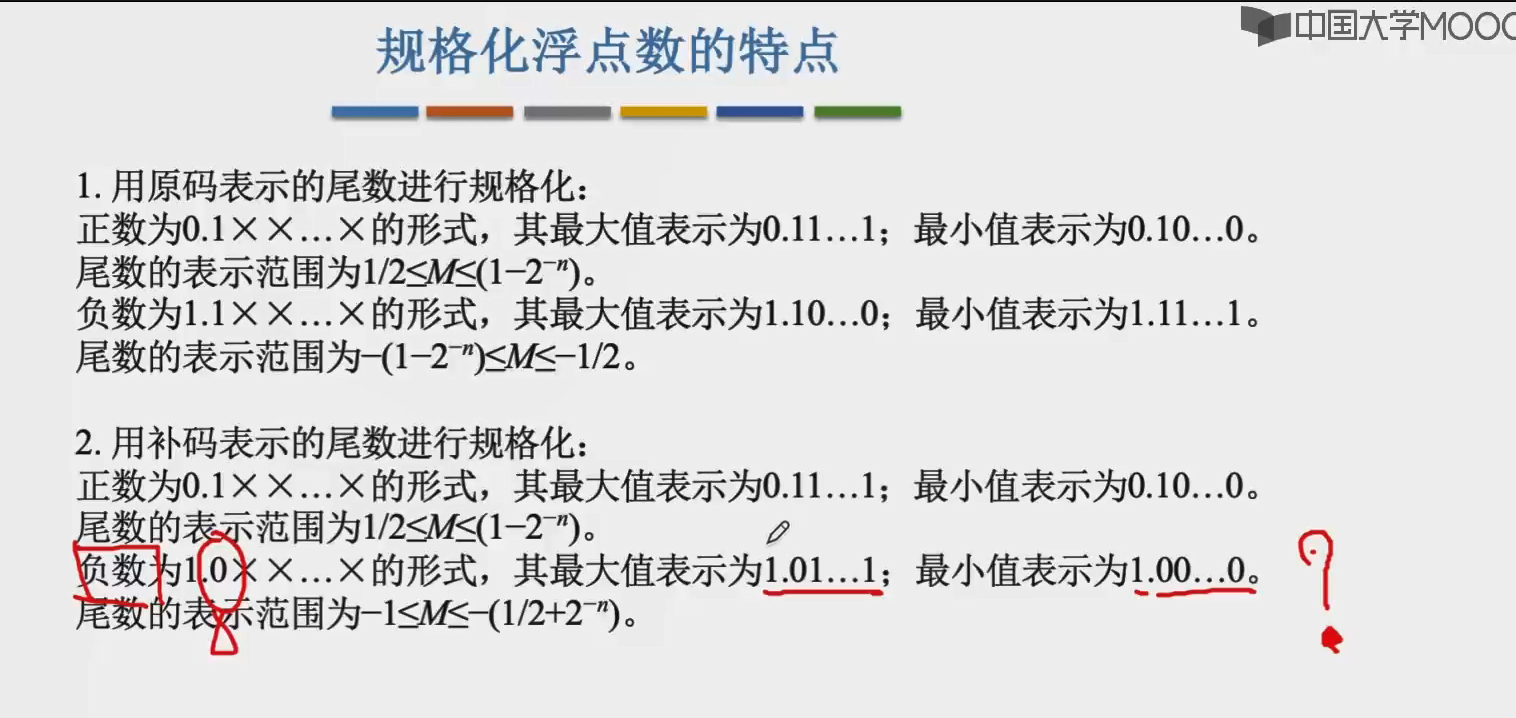 中国大学MOOC
规格化浮点数的特点
1. 用原码表示的尾数进行规格化：
正数为0.1××…×的形式，其最大值表示为0.11…1；最小值表示为0.10…0。
尾数的表示范围为1/2≤M≤(1−2⁻ⁿ)。
负数为1.1××…×的形式，其最大值表示为1.10…0；最小值表示为1.11…1。
尾数的表示范围为−(1−2⁻ⁿ)≤M≤−1/2。
2. 用补码表示的尾数进行规格化：
正数为0.1××…×的形式，其最大值表示为0.11…1；最小值表示为0.10…0。
尾数的表示范围为1/2≤M≤(1−2⁻ⁿ)。
负数为1.0××…×的形式，其最大值表示为1.01…1；最小值表示为1.00…0。 ?
尾数的表示范围为−1≤M≤−(1/2+2⁻ⁿ)。